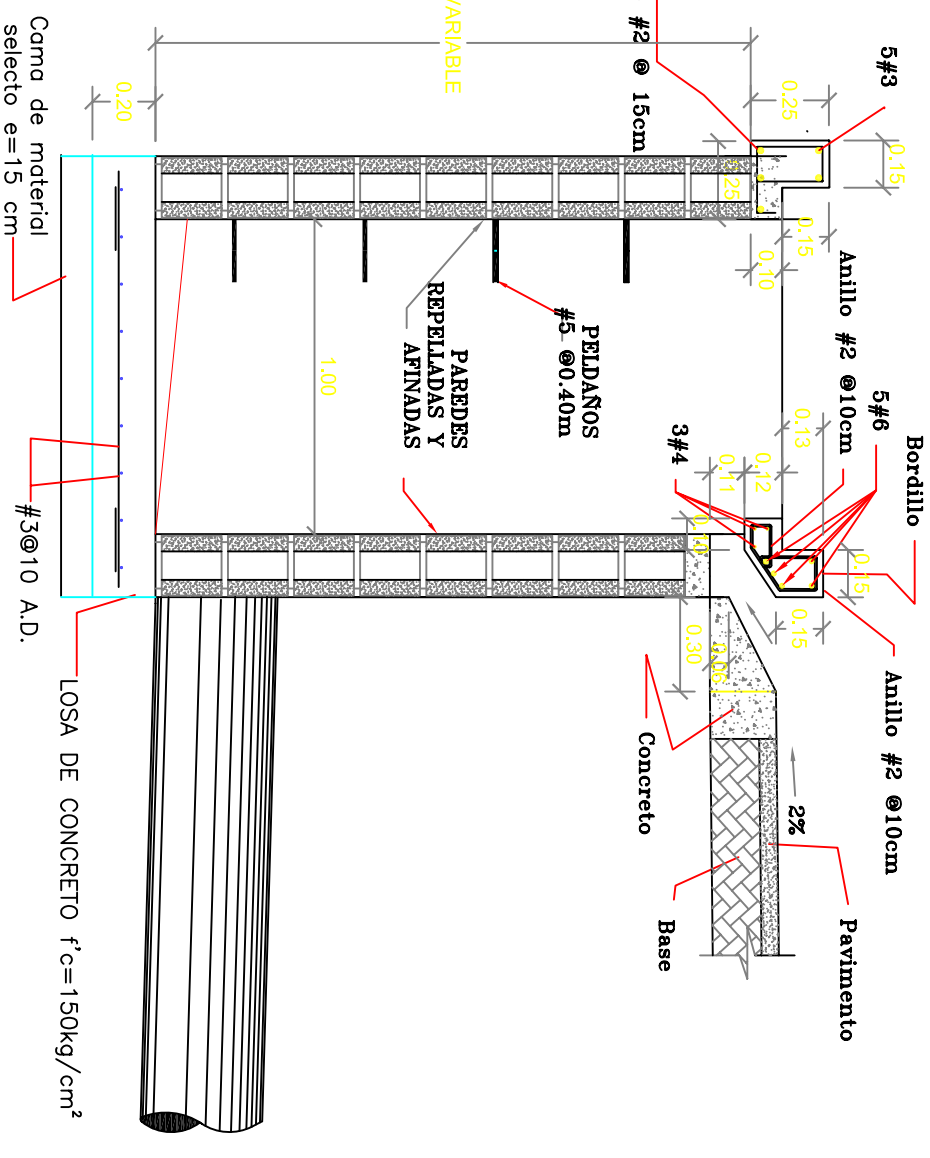 Bordillo
5#6
Anillo #2 @10cm
Anillo #2 @10cm
5#3
#2 @ 15cm
3#4
Pavimento
2%
Base
Concreto
PELDAÑOS
#5 @0.40m
PAREDES
REPELLADAS Y
AFINADAS
VARIABLE
0.25
0.15
0.15
0.10
0.13
0.12
0.11
0.10
0.15
0.15
0.30
0.06
1.00
0.20
Cama de material
selecto e=15 cm
#3@10 A.D.
LOSA DE CONCRETO f'c=150kg/cm²